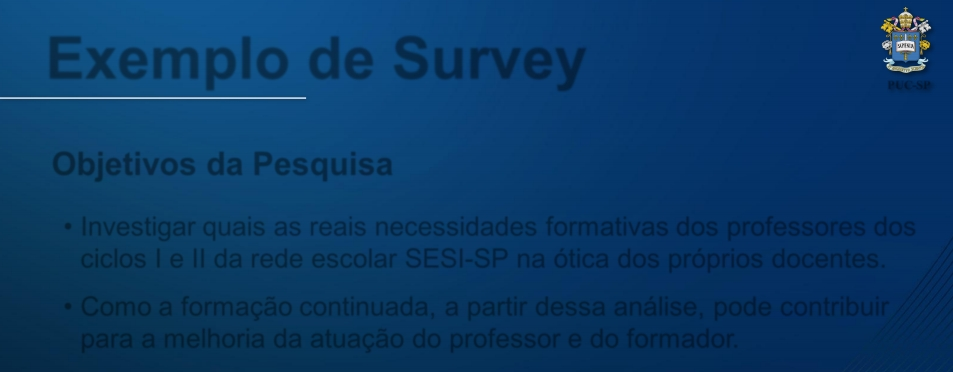 Exemplo de Survey
SAPIENTIA
PUC-SP
Objetivos da Pesquisa
• Investigar quais as reais necessidades formativas dos professores dos
ciclos I e II da rede escolar SESI-SP na ótica dos próprios docentes.
• Como a formação continuada, a partir dessa análise, pode contribuir
para a melhoria da atuação do professor e do formador.